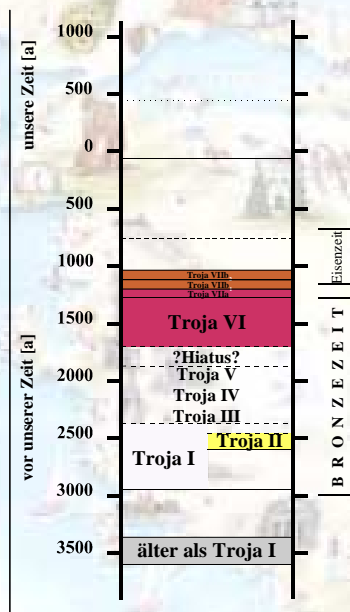 unsere Zeit [a]
vor unserer Zeit [a]
1000
500
0
500
1000
1500
2000
2500
3000
3500
Troja VIIb
Troja VIIb
Troja VIIa
Troja VI
?Hiatus?
Troja V
Troja IV
Troja III
Troja II
Troja I
älter als Troja I
Eisenzeit
BRONZEZEIT